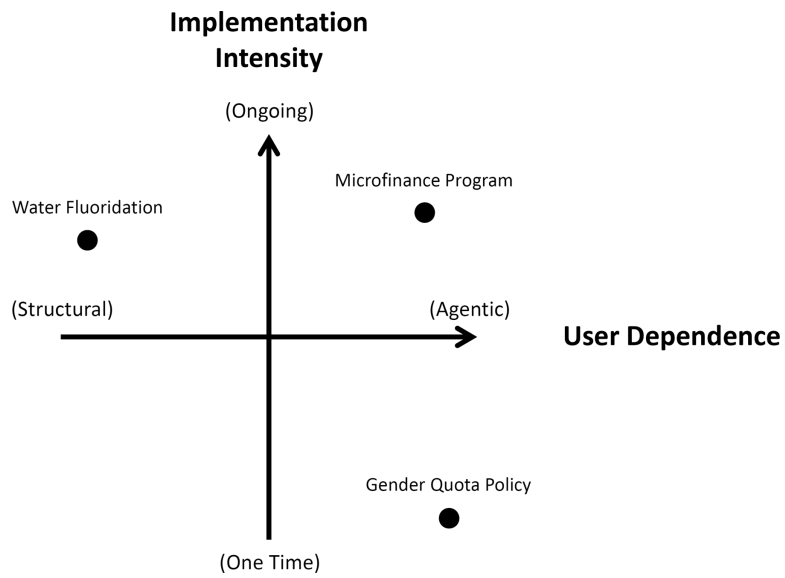 Implementation
Intensity
(Ongoing)
Microfinance Program
Water Fluoridation
(Structural)
(Agentic)
User Dependence
Gender Quota Policy
(One Time)